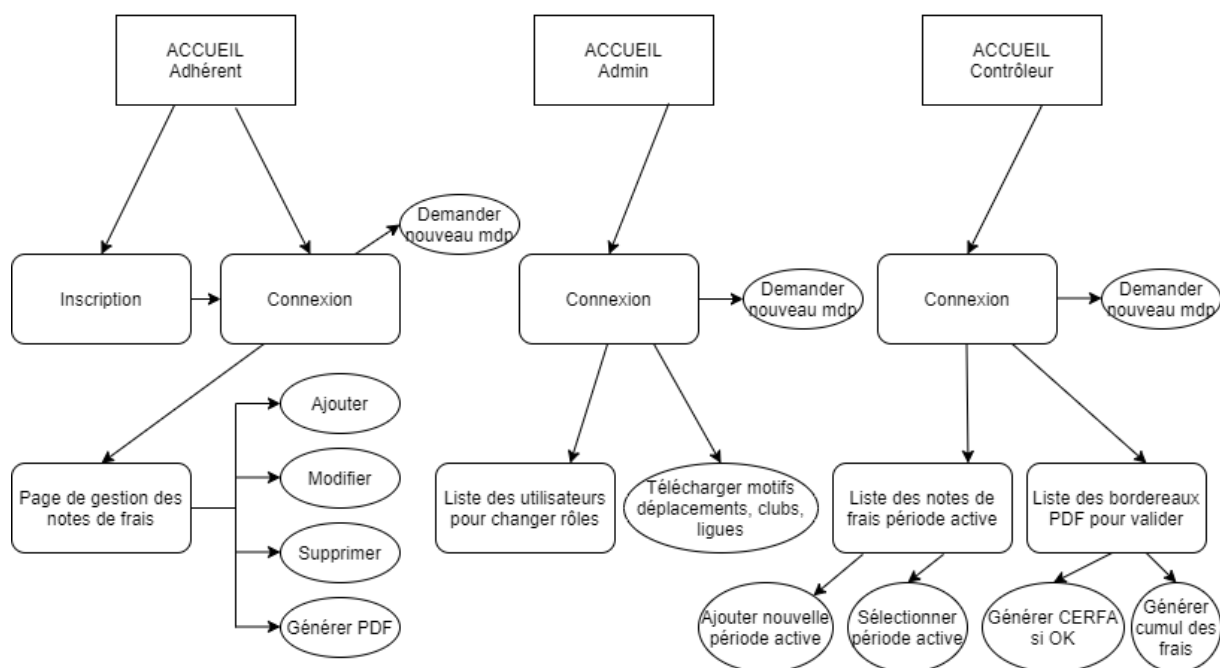 ACCUEIL
Adhérent
ACCUEIL
Admin
ACCUEIL
Contrôleur
Demander
nouveau mdp
Inscription
Connexion
Connexion
Demander
nouveau mdp
Connexion
Demander
nouveau mdp
Ajouter
Modifier
Supprimer
Générer PDF
Page de gestion des
notes de frais
Liste des utilisateurs
pour changer rôles
Télécharger motifs
déplacements, clubs,
ligues
Liste des notes de
frais période active
Liste des bordereaux
PDF pour valider
Ajouter nouvelle
période active
Sélectionner
période active
Générer CERFA
si OK
Générer
cumul des
frais